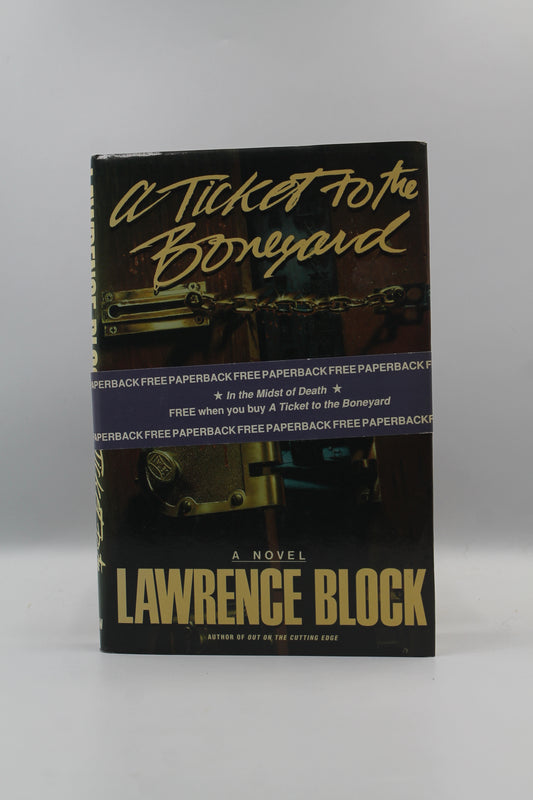 A Ticket to the
Boneyard
APERBACK FREE PAPERBACK FREE PAPERBACK FREE PAPERBACK F
★ In the Midst of Death ★
FREE when you buy A Ticket to the Boneyard
APERBACK FREE PAPERBACK FREE PAPERBACK FREE PAPERBACK F
A NOVEL
LAWRENCE BLOCK
AUTHOR OF OUT ON THE CUTTING EDGE